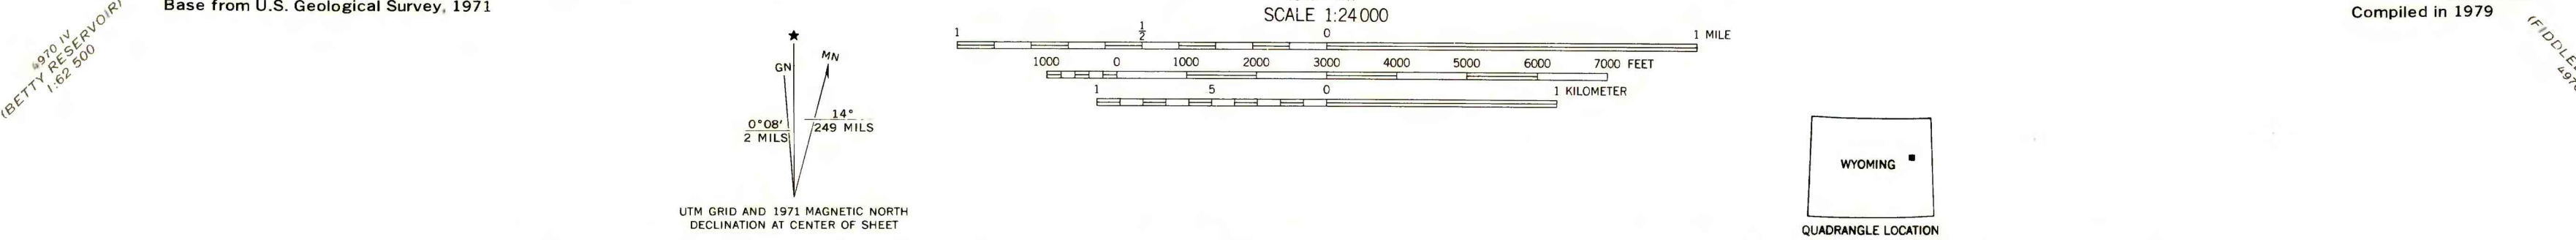 Base from U.S. Geological Survey, 1971
4970 IV
(BETTY RESERVOIR)
1:62 500
★
GN
MN
0°08'
2 MILS
14°
249 MILS
UTM GRID AND 1971 MAGNETIC NORTH
DECLINATION AT CENTER OF SHEET
SCALE 1:24 000
1 ½ 0 1 MILE
1000 0 1000 2000 3000 4000 5000 6000 7000 FEET
1 .5 0 1 KILOMETER
WYOMING
QUADRANGLE LOCATION
Compiled in 1979